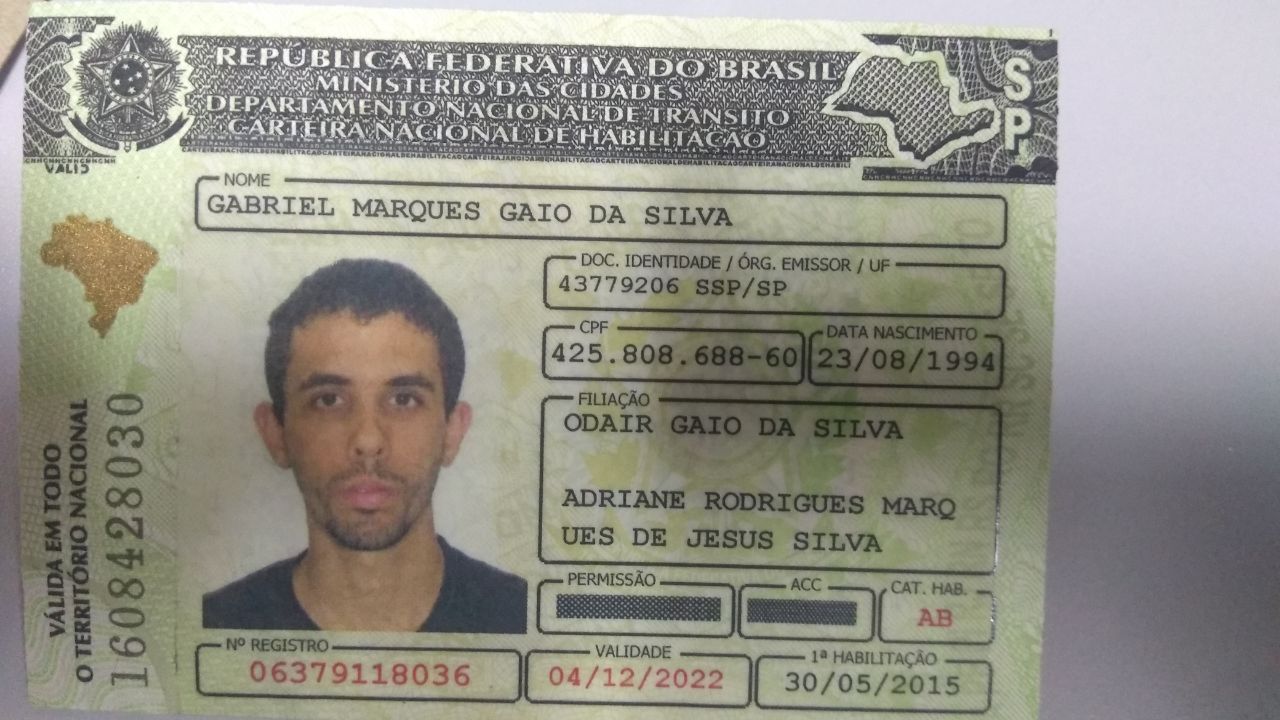 REPÚBLICA FEDERATIVA DO BRASIL
MINISTÉRIO DAS CIDADES
DEPARTAMENTO NACIONAL DE TRÂNSITO
CARTEIRA NACIONAL DE HABILITAÇÃO
SP
NOME
GABRIEL MARQUES GAIO DA SILVA
DOC. IDENTIDADE / ÓRG. EMISSOR / UF
43779206 SSP/SP
CPF
425.808.688-60
DATA NASCIMENTO
23/08/1994
FILIAÇÃO
ODAIR GAIO DA SILVA
ADRIANE RODRIGUES MARQ
UES DE JESUS SILVA
PERMISSÃO
ACC
CAT. HAB.
AB
Nº REGISTRO
06379118036
VALIDADE
04/12/2022
1ª HABILITAÇÃO
30/05/2015
VÁLIDA EM TODO
O TERRITÓRIO NACIONAL
1608428030